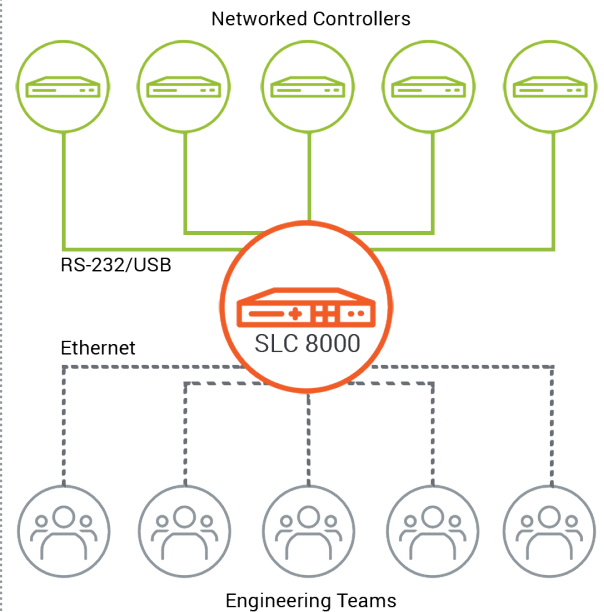 Networked Controllers
RS-232/USB
SLC 8000
Ethernet
Engineering Teams